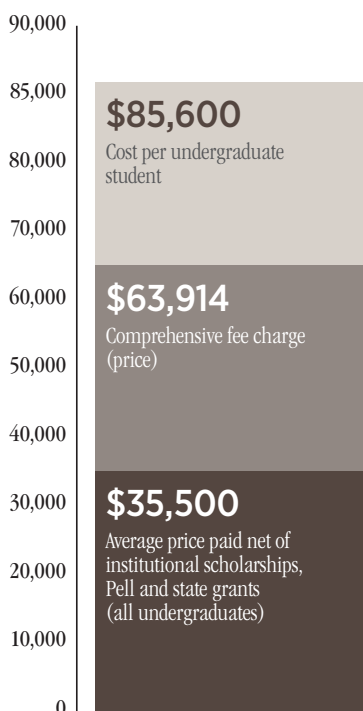 90,000
85,000
80,000
70,000
60,000
50,000
40,000
30,000
20,000
10,000
0
$85,600
Cost per undergraduate
student
$63,914
Comprehensive fee charge
(price)
$35,500
Average price paid net of
institutional scholarships,
Pell and state grants
(all undergraduates)